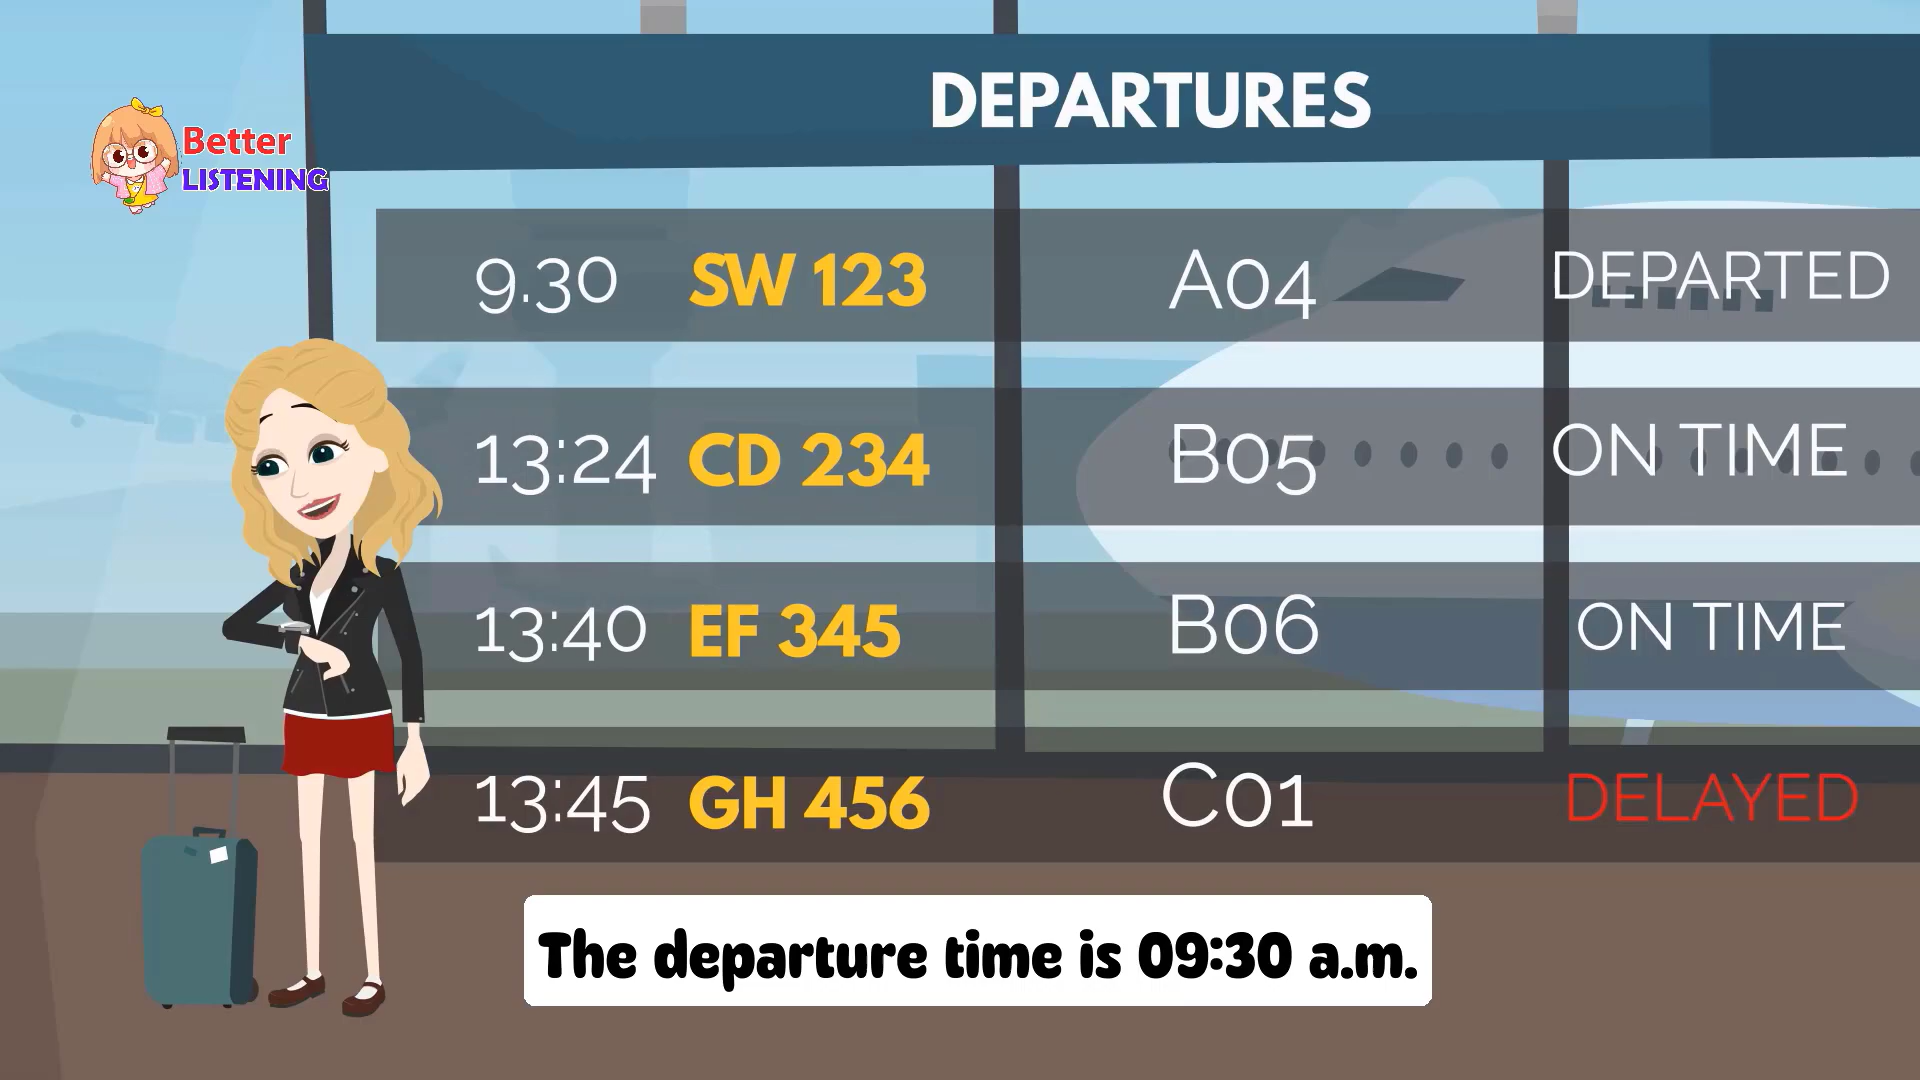 Better
LISTENING
DEPARTURES
9.30 SW 123 A04 DEPARTED
13:24 CD 234 B05 ON TIME
13:40 EF 345 B06 ON TIME
13:45 GH 456 C01 DELAYED
The departure time is 09:30 a.m.